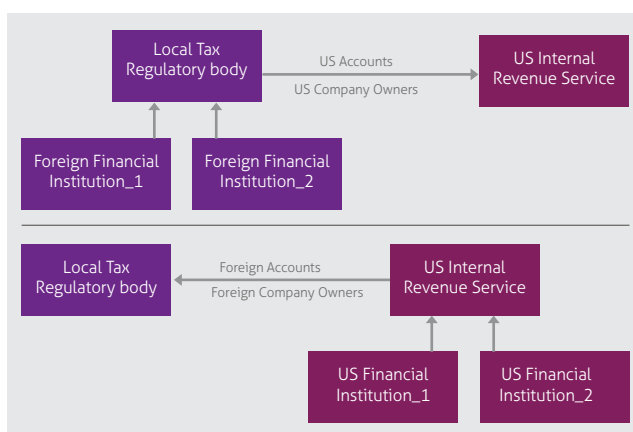 Local Tax
Regulatory body
US Accounts
US Company Owners
US Internal
Revenue Service
Foreign Financial
Institution_1
Foreign Financial
Institution_2
Local Tax
Regulatory body
Foreign Accounts
Foreign Company Owners
US Internal
Revenue Service
US Financial
Institution_1
US Financial
Institution_2